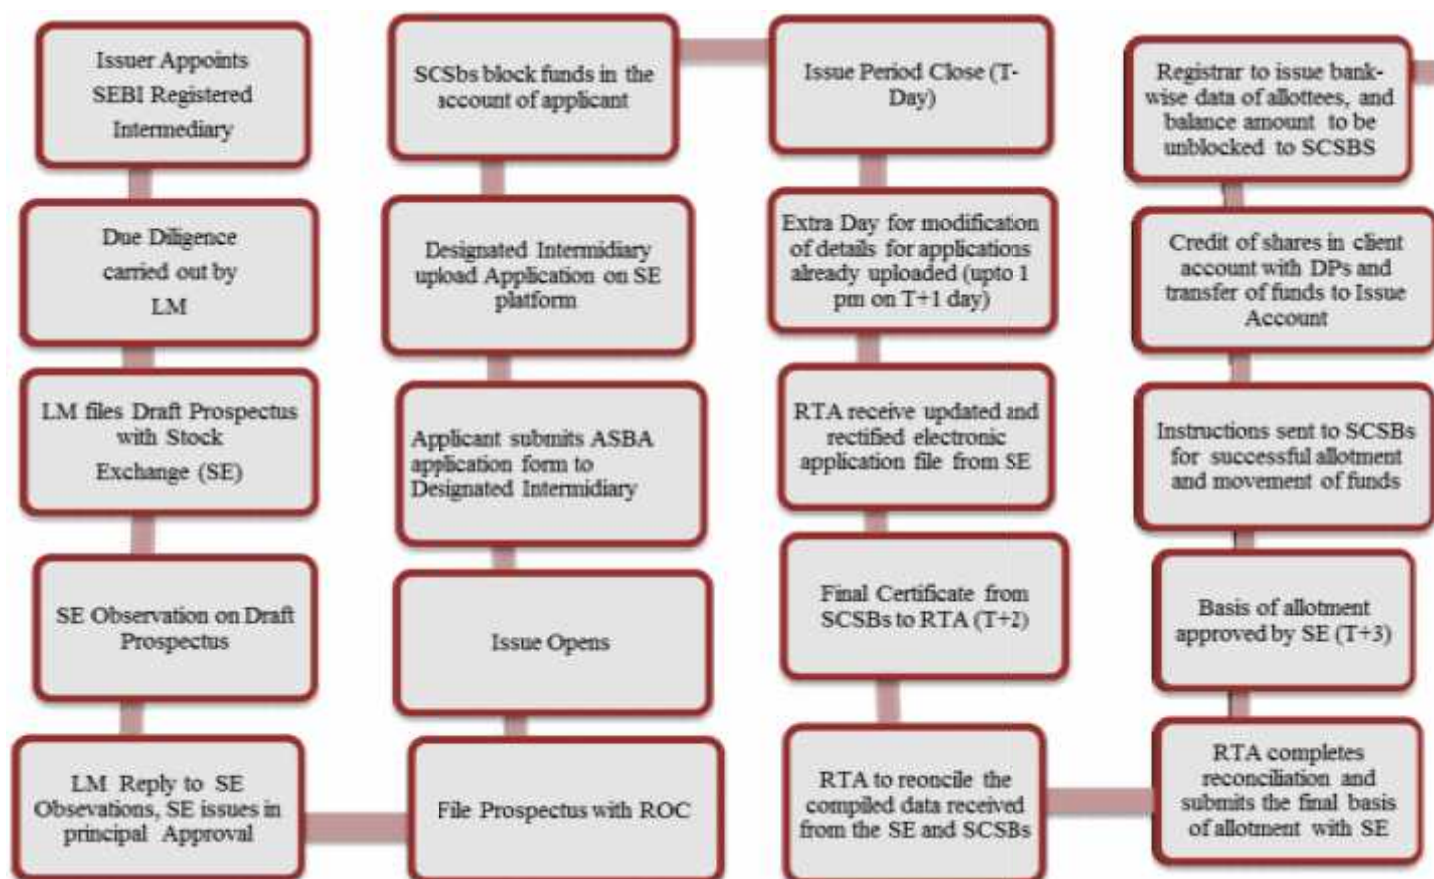 Issuer Appoints
SEBI Registered
Intermediary
Due Diligence
carried out by
LM
LM files Draft Prospectus
with Stock
Exchange (SE)
SE Observation on Draft
Prospectus
LM Reply to SE
Obsevations, SE issues in
principal Approval
File Prospectus with ROC
Issue Opens
Applicant submits ASBA
application form to
Designated Intermidiary
Designated Intermidiary
upload Application on SE
platform
SCSbs block funds in the
account of applicant
Issue Period Close (T-
Day)
Extra Day for modification
of details for applications
already uploaded (upto 1
pm on T+1 day)
RTA receive updated and
rectified electronic
application file from SE
Final Certificate from
SCSBs to RTA (T+2)
RTA to reconcile the
compiled data received
from the SE and SCSBs
RTA completes
reconciliation and
submits the final basis
of allotment with SE
Basis of allotment
approved by SE (T+3)
Instructions sent to SCSBs
for successful allotment
and movement of funds
Credit of shares in client
account with DPs and
transfer of funds to Issue
Account
Registrar to issue bank-
wise data of allottees, and
balance amount to be
unblocked to SCSBS